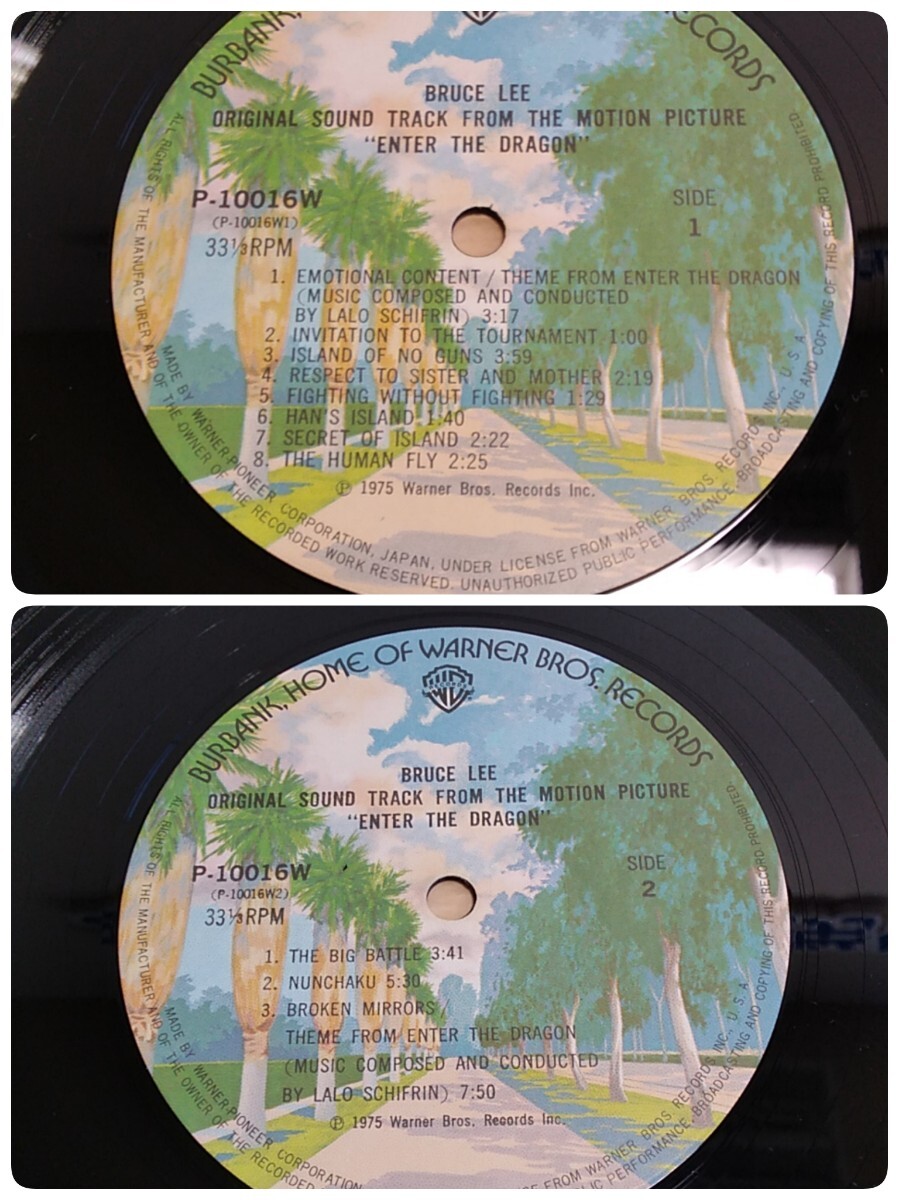 BURBANK,
RECORDS
BRUCE LEE
ORIGINAL SOUND TRACK FROM THE MOTION PICTURE
"ENTER THE DRAGON"
P-10016W
(P-10016W1)
33⅓RPM
SIDE
1
1. EMOTIONAL CONTENT / THEME FROM ENTER THE DRAGON
(MUSIC COMPOSED AND CONDUCTED
BY LALO SCHIFRIN) 3:17
2. INVITATION TO THE TOURNAMENT 1:00
3. ISLAND OF NO GUNS 3:59
4. RESPECT TO SISTER AND MOTHER 2:19
5. FIGHTING WITHOUT FIGHTING 1:29
6. HAN'S ISLAND 1:40
7. SECRET OF ISLAND 2:22
8. THE HUMAN FLY 2:25
℗ 1975 Warner Bros. Records Inc.
MADE BY WARNER-PIONEER CORPORATION, JAPAN, UNDER LICENSE FROM WARNER BROS. RECORDS INC., U.S.A.
ALL RIGHTS OF THE MANUFACTURER AND OF THE OWNER OF THE RECORDED WORK RESERVED. UNAUTHORIZED PUBLIC PERFORMANCE, BROADCASTING AND COPYING OF THIS RECORD PROHIBITED
BURBANK, HOME OF WARNER BROS. RECORDS
BRUCE LEE
ORIGINAL SOUND TRACK FROM THE MOTION PICTURE
"ENTER THE DRAGON"
P-10016W
(P-10016W2)
33⅓RPM
SIDE
2
1. THE BIG BATTLE 3:41
2. NUNCHAKU 5:30
3. BROKEN MIRRORS /
THEME FROM ENTER THE DRAGON
(MUSIC COMPOSED AND CONDUCTED
BY LALO SCHIFRIN) 7:50
℗ 1975 Warner Bros. Records Inc.
MADE BY WARNER-PIONEER CORPORATION
FROM WARNER BROS. RECORDS INC., U.S.A.
ALL RIGHTS OF THE MANUFACTURER AND OF THE OWNER OF THE RECORDED
PUBLIC PERFORMANCE, BROADCASTING AND COPYING OF THIS RECORD PROHIBITED